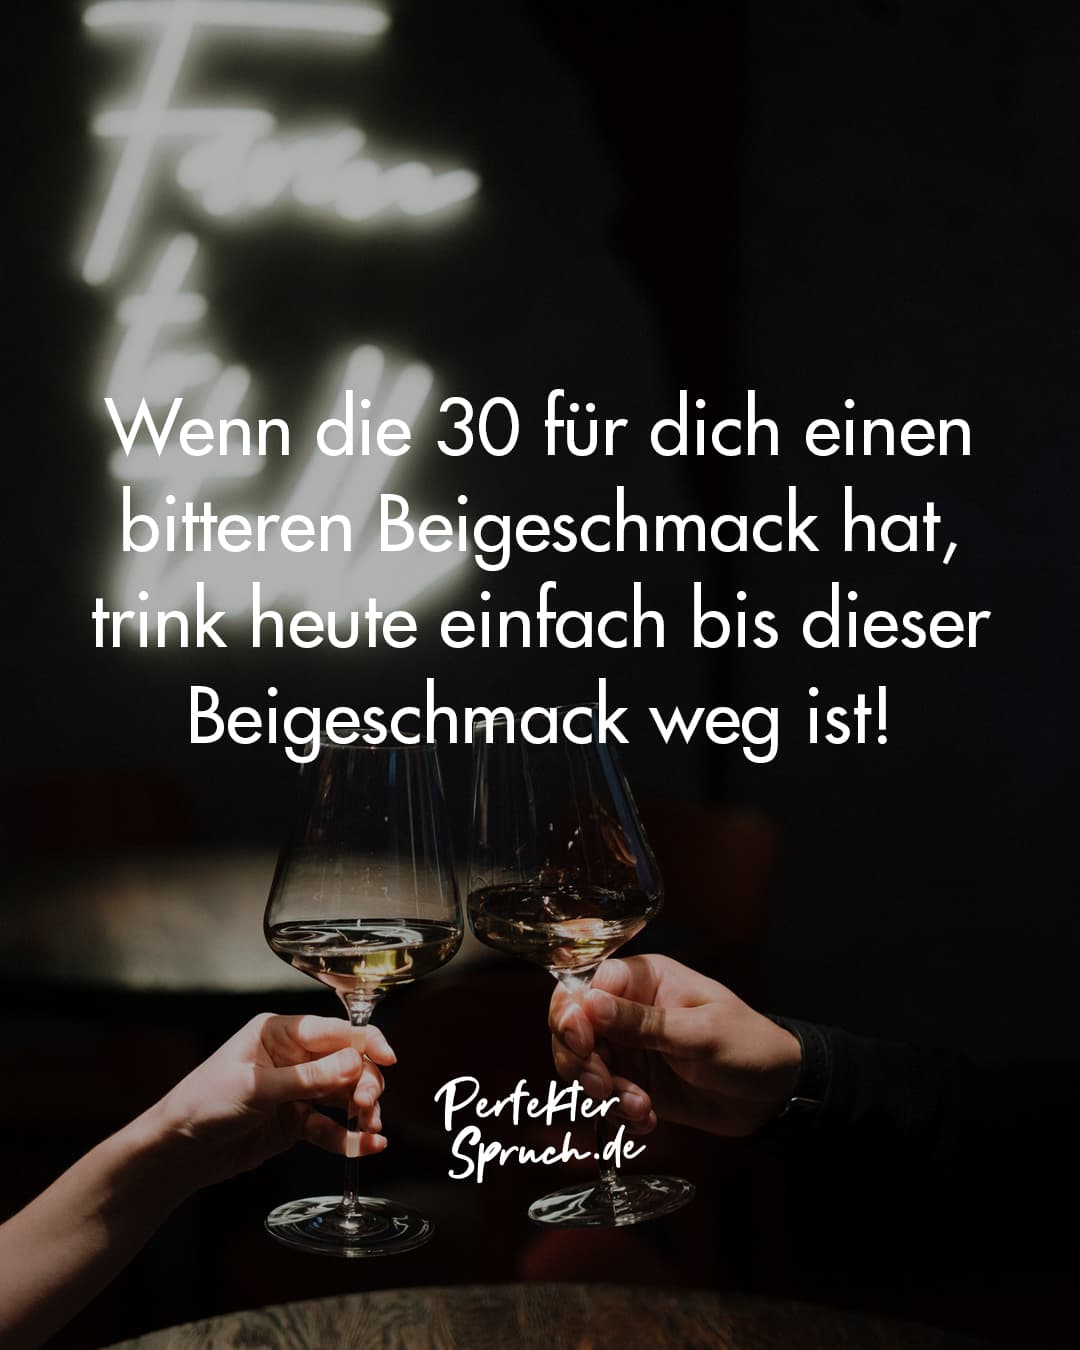 Wenn die 30 für dich einen
bitteren Beigeschmack hat,
trink heute einfach bis dieser
Beigeschmack weg ist!
Perfekter
Spruch.de